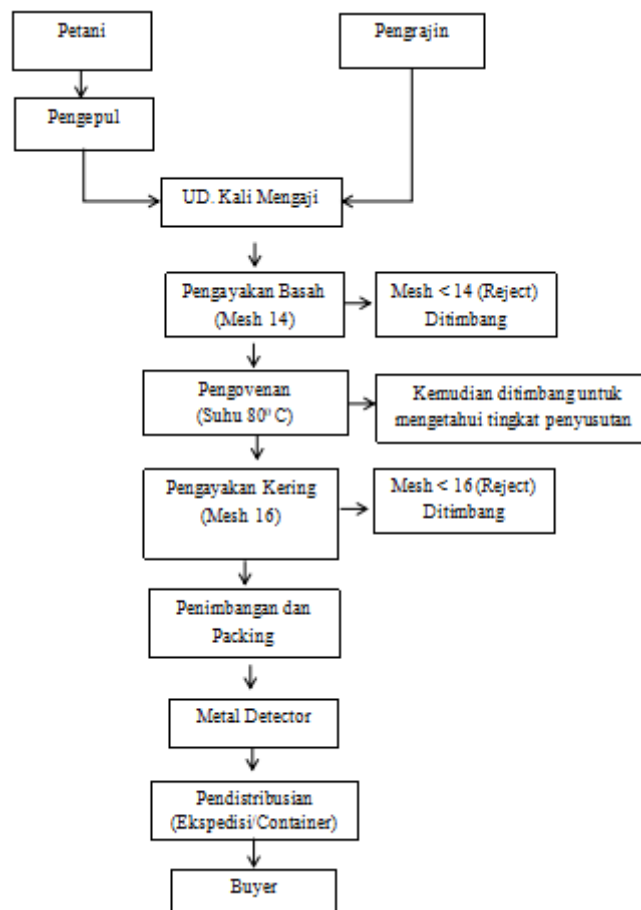 Petani
Pengrajin
Pengepul
UD. Kali Mengaji
Pengayakan Basah
(Mesh 14)
Mesh < 14 (Reject)
Ditimbang
Pengovenan
(Suhu 80° C)
Kemudian ditimbang untuk
mengetahui tingkat penyusutan
Pengayakan Kering
(Mesh 16)
Mesh < 16 (Reject)
Ditimbang
Penimbangan dan
Packing
Metal Detector
Pendistribusian
(Ekspedisi/Container)
Buyer